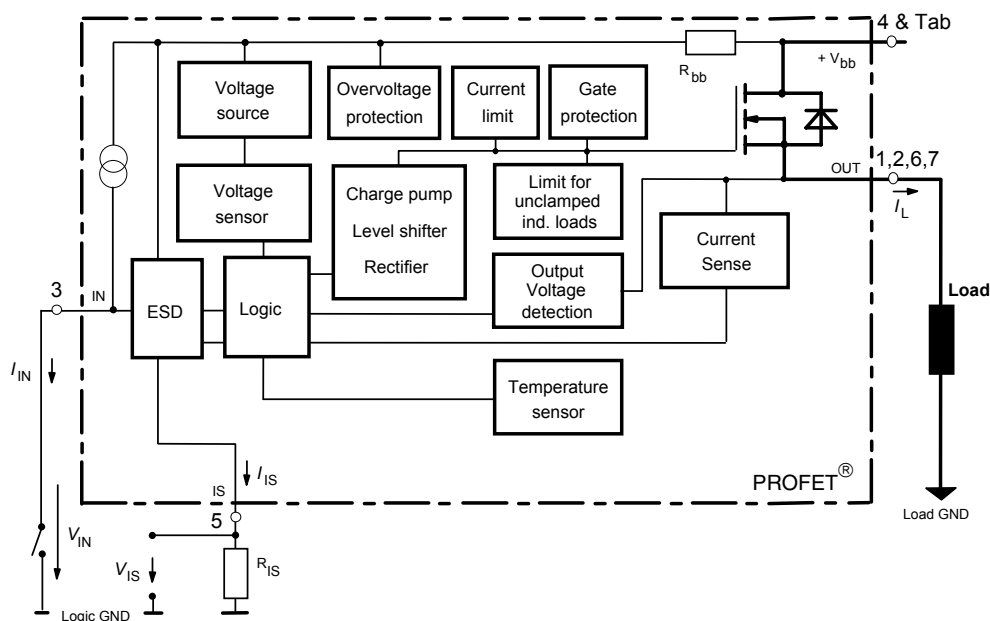 4 & Tab
R bb
+ V bb
Voltage
source
Overvoltage
protection
Current
limit
Gate
protection
Voltage
sensor
Charge pump
Level shifter
Rectifier
Limit for
unclamped
ind. loads
OUT
1,2,6,7
I L
Current
Sense
Output
Voltage
detection
3
IN
ESD
Logic
Load
I IN
Temperature
sensor
I IS
IS
PROFET®
5
V IN
V IS
R IS
Load GND
Logic GND